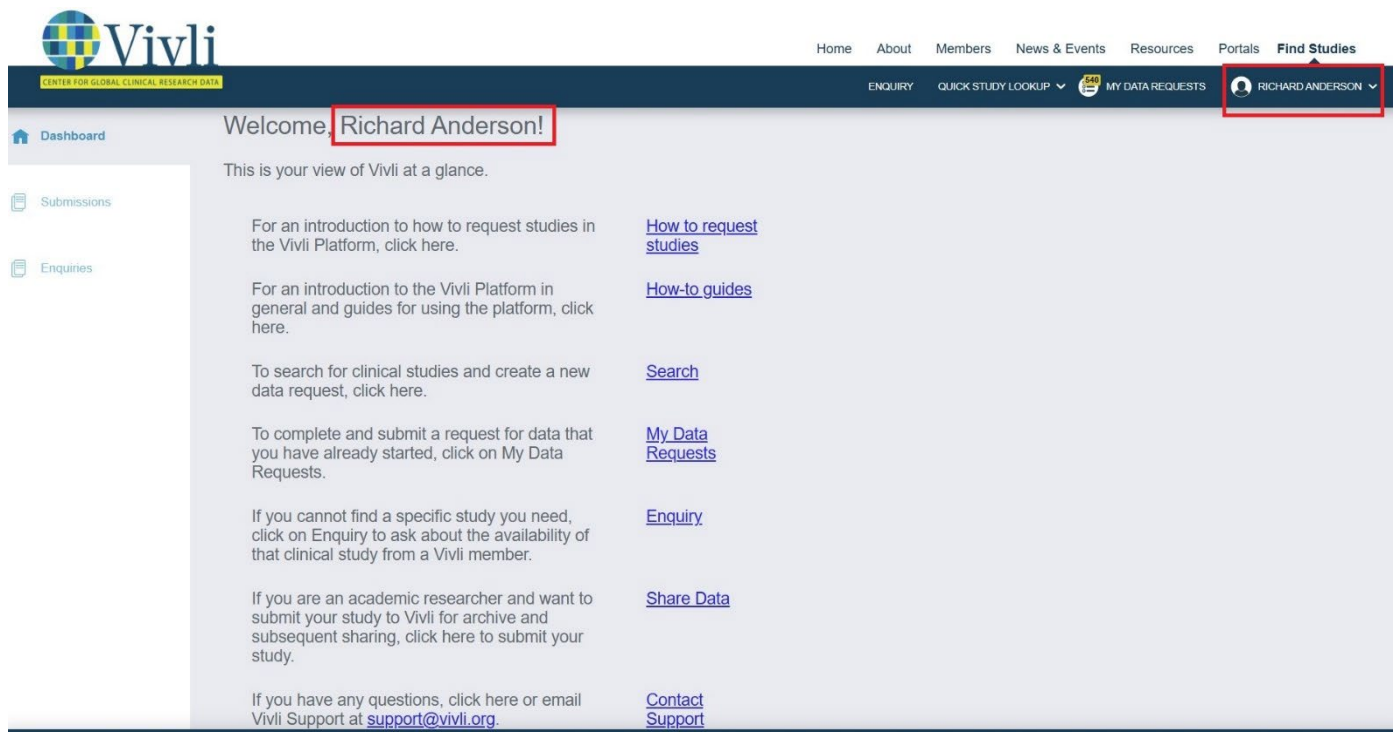 Vivli
CENTER FOR GLOBAL CLINICAL RESEARCH DATA
Home About Members News & Events Resources Portals Find Studies
ENQUIRY QUICK STUDY LOOKUP 540 MY DATA REQUESTS RICHARD ANDERSON
Dashboard
Submissions
Enquiries
Welcome, Richard Anderson!
This is your view of Vivli at a glance.
For an introduction to how to request studies in
the Vivli Platform, click here.
How to request
studies
For an introduction to the Vivli Platform in
general and guides for using the platform, click
here.
How-to guides
To search for clinical studies and create a new
data request, click here.
Search
To complete and submit a request for data that
you have already started, click on My Data
Requests.
My Data
Requests
If you cannot find a specific study you need,
click on Enquiry to ask about the availability of
that clinical study from a Vivli member.
Enquiry
If you are an academic researcher and want to
submit your study to Vivli for archive and
subsequent sharing, click here to submit your
study.
Share Data
If you have any questions, click here or email
Vivli Support at support@vivli.org.
Contact
Support